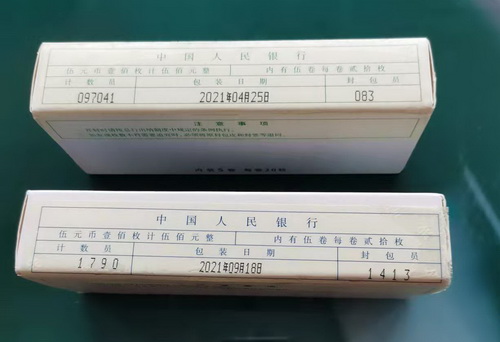 中国人民银行
伍元币壹佰枚计伍佰元整 内有伍卷每卷贰拾枚
计数员 包装日期 封包员
097041 2021年04月25日 083
注意事项
中国人民银行
伍元币壹佰枚计伍佰元整 内有伍卷每卷贰拾枚
计数员 包装日期 封包员
1790 2021年09月18日 1413